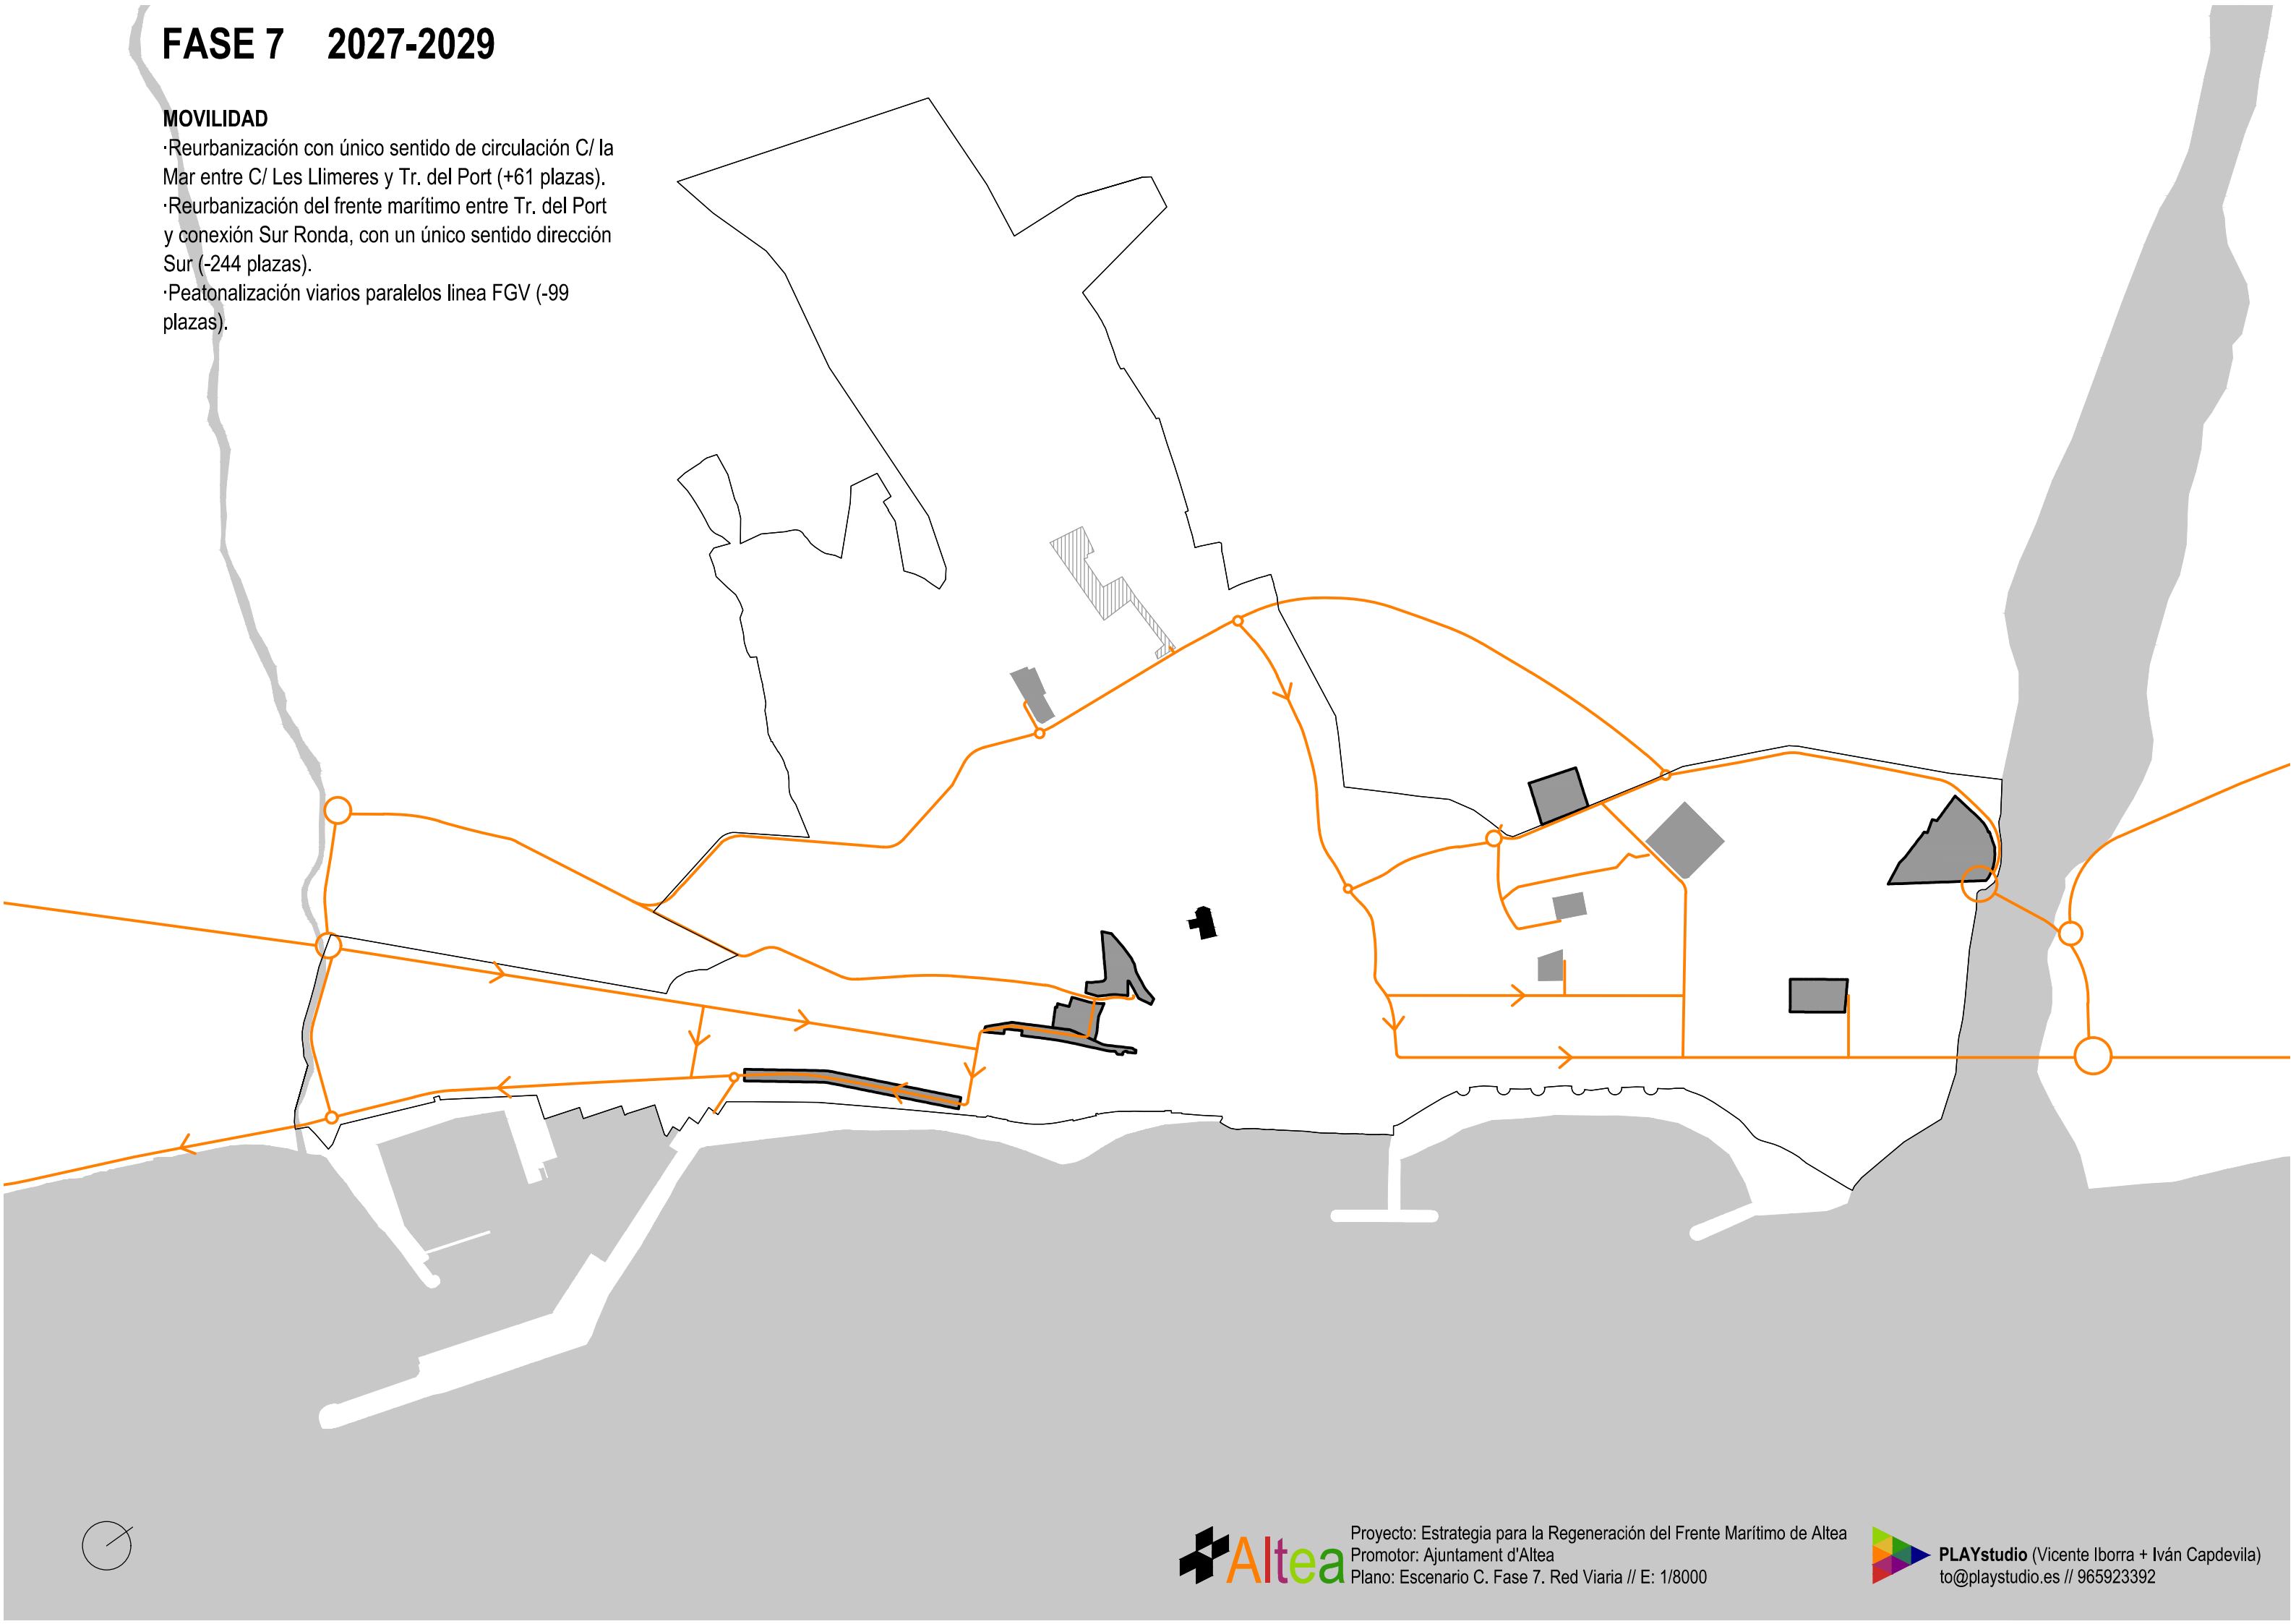 FASE 7 2027-2029
MOVILIDAD
·Reurbanización con único sentido de circulación C/ la
Mar entre C/ Les Llimeres y Tr. del Port (+61 plazas).
·Reurbanización del frente marítimo entre Tr. del Port
y conexión Sur Ronda, con un único sentido dirección
Sur (-244 plazas).
·Peatonalización viarios paralelos linea FGV (-99
plazas).
Altea
Proyecto: Estrategia para la Regeneración del Frente Marítimo de Altea
Promotor: Ajuntament d'Altea
Plano: Escenario C. Fase 7. Red Viaria // E: 1/8000
PLAYstudio (Vicente Iborra + Iván Capdevila)
to@playstudio.es // 965923392